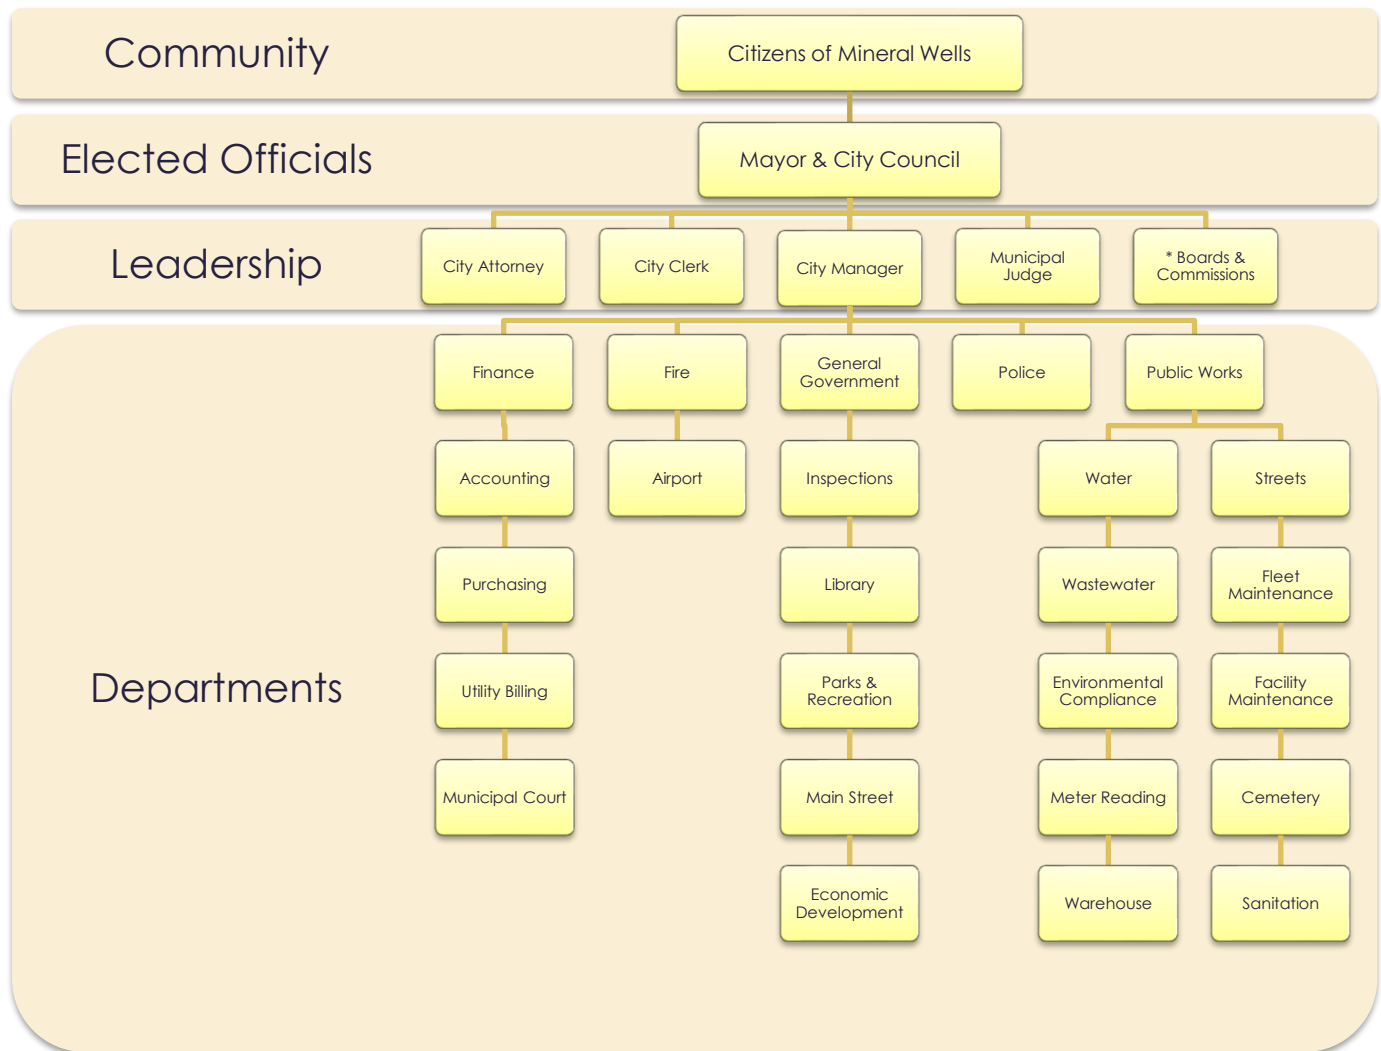 Community
Citizens of Mineral Wells
Elected Officials
Mayor & City Council
Leadership
City Attorney
City Clerk
City Manager
Municipal
Judge
* Boards &
Commissions
Departments
Finance
Fire
General
Government
Police
Public Works
Accounting
Airport
Inspections
Water
Streets
Purchasing
Library
Wastewater
Fleet
Maintenance
Utility Billing
Parks &
Recreation
Environmental
Compliance
Facility
Maintenance
Municipal Court
Main Street
Meter Reading
Cemetery
Economic
Development
Warehouse
Sanitation